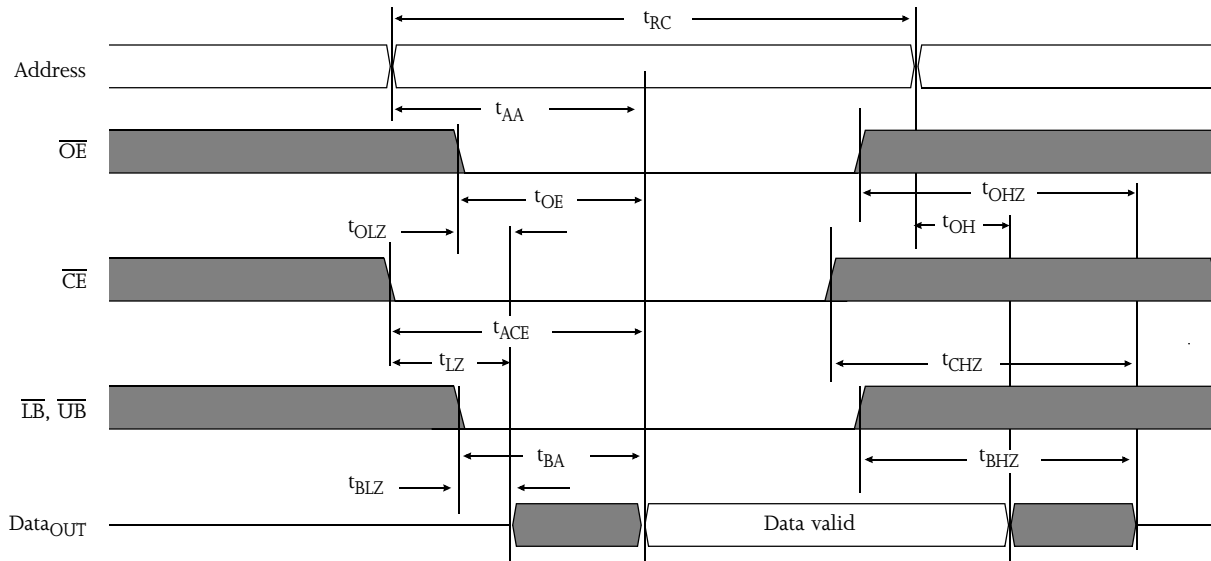 tRC
Address
tAA
OE
tOE
tOHZ
tOLZ
tOH
CE
tACE
tLZ
tCHZ
LB, UB
tBA
tBHZ
tBLZ
DataOUT
Data valid